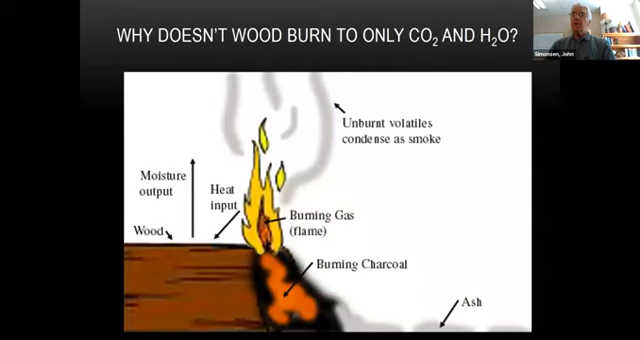 WHY DOESN'T WOOD BURN TO ONLY CO₂ AND H₂O?
Simonsen, John
Unburnt volatiles
condense as smoke
Moisture
output
Heat
input
Wood
Burning Gas
(flame)
Burning Charcoal
Ash